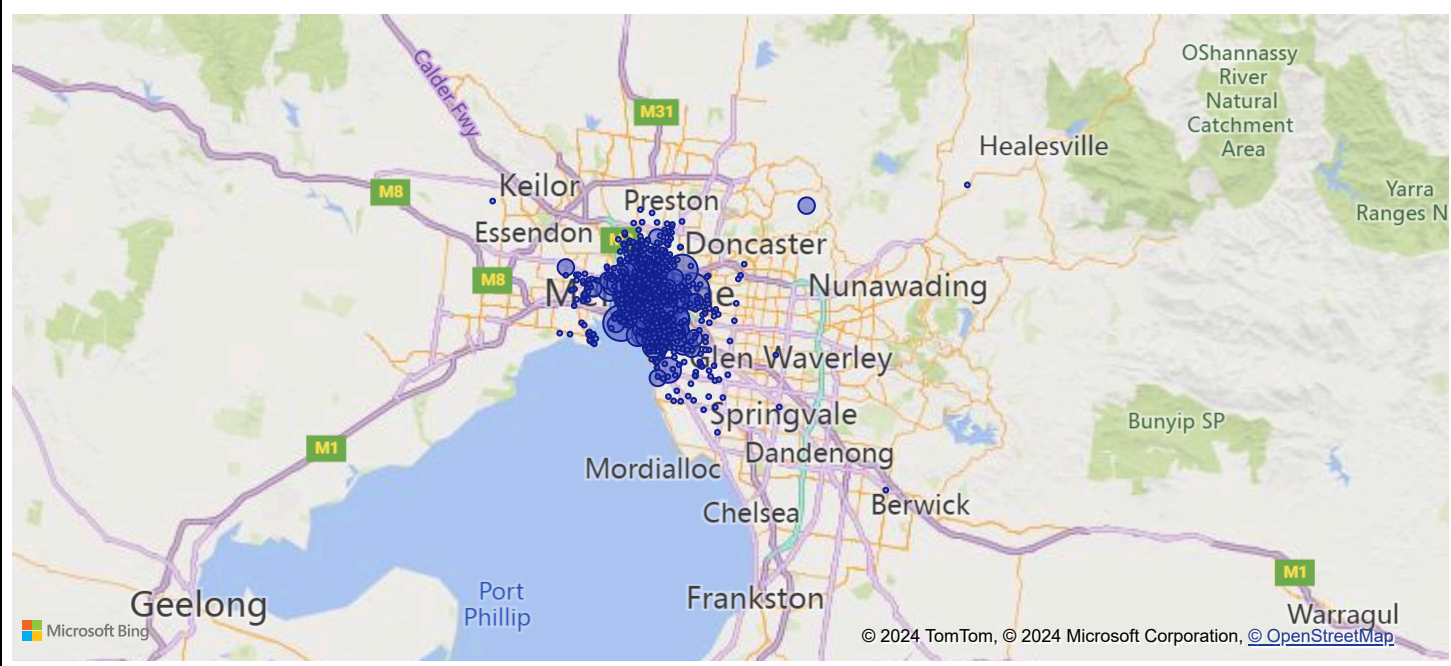 OShannassy
River
Natural
Catchment
Area
Calder Fwy
M31
Healesville
Keilor
M8
Preston
Yarra
Ranges N
Essendon
Doncaster
M8
Nunawading
Glen Waverley
Springvale
Bunyip SP
M1
Dandenong
Mordialloc
Berwick
Chelsea
M1
Port
Phillip
Frankston
Geelong
Warragul
Microsoft Bing
© 2024 TomTom, © 2024 Microsoft Corporation, © OpenStreetMap